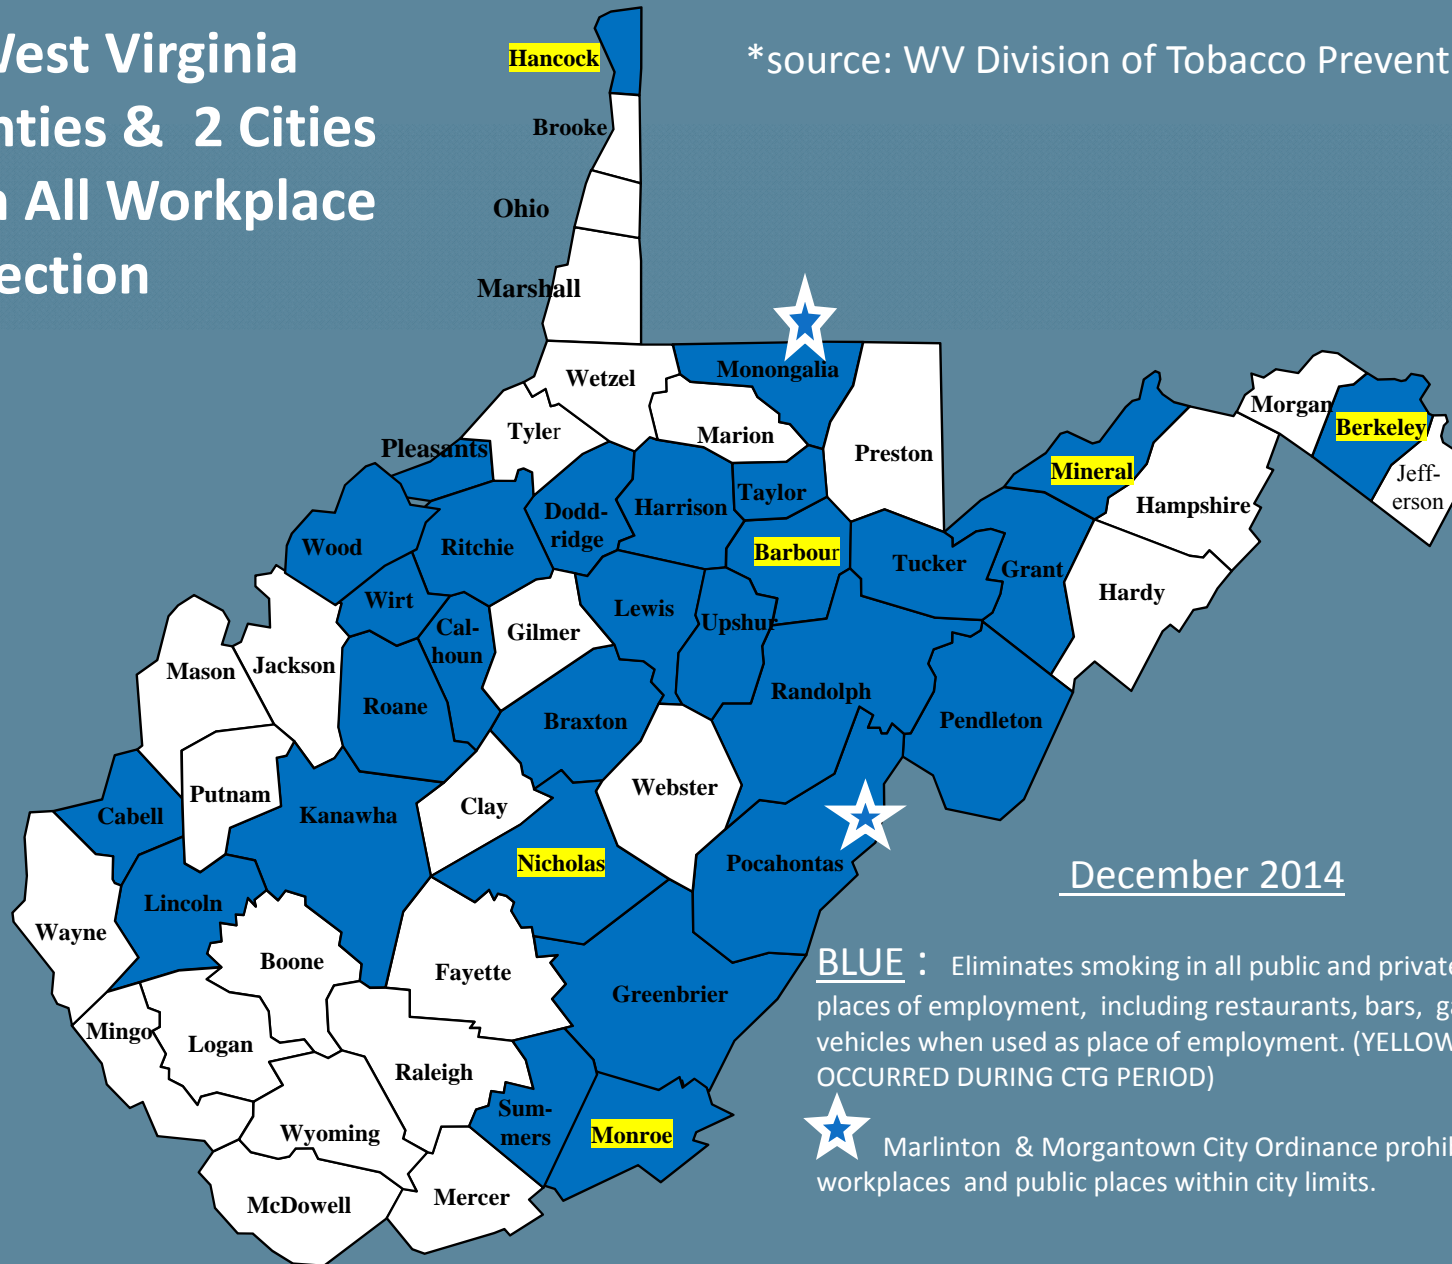 West Virginia
nties & 2 Cities
All Workplace
ection
*source: WV Division of Tobacco Prevent
Hancock
Brooke
Ohio
Marshall
Wetzel
Monongalia
Tyler
Marion
Preston
Pleasants
Morgan
Berkeley
Jeff-
erson
Mineral
Hampshire
Hardy
Wood
Ritchie
Dodd-
ridge
Harrison
Taylor
Barbour
Tucker
Grant
Wirt
Cal-
houn
Gilmer
Lewis
Upshur
Mason
Jackson
Roane
Braxton
Randolph
Pendleton
Putnam
Cabell
Kanawha
Clay
Webster
Nicholas
Pocahontas
Lincoln
Wayne
Boone
Fayette
Greenbrier
Mingo
Logan
Raleigh
Sum-
mers
Monroe
Wyoming
McDowell
Mercer
December 2014
BLUE : Eliminates smoking in all public and private
places of employment, including restaurants, bars, ga
vehicles when used as place of employment. (YELLOW
OCCURRED DURING CTG PERIOD)
Marlinton & Morgantown City Ordinance prohil
workplaces and public places within city limits.